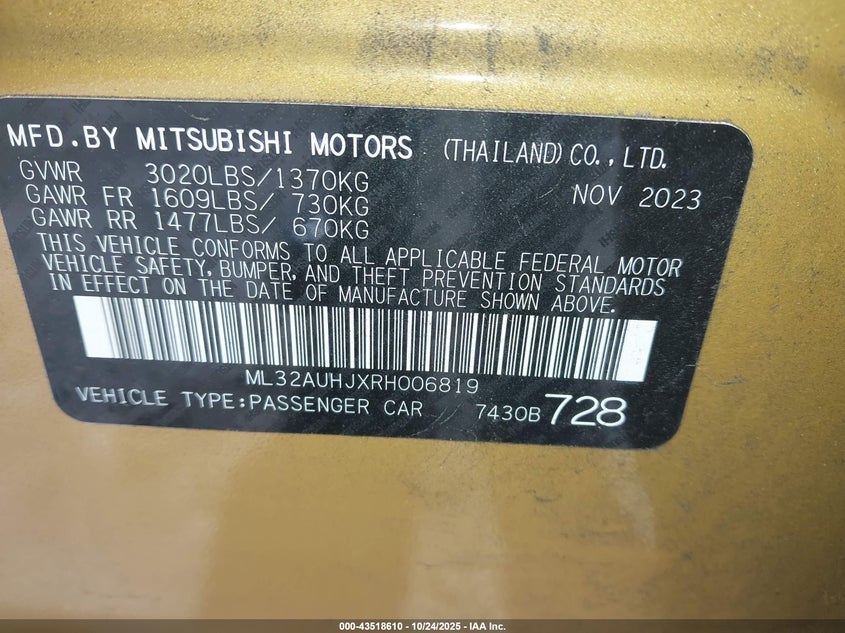 MFD.BY MITSUBISHI MOTORS (THAILAND) CO., LTD.
GVWR 3020LBS/1370KG NOV 2023
GAWR FR 1609LBS/ 730KG
GAWR RR 1477LBS/ 670KG
THIS VEHICLE CONFORMS TO ALL APPLICABLE FEDERAL MOTOR
VEHICLE SAFETY, BUMPER, AND THEFT PREVENTION STANDARDS
IN EFFECT ON THE DATE OF MANUFACTURE SHOWN ABOVE.
ML32AUHJXRH006819
VEHICLE TYPE:PASSENGER CAR 7430B 728
000-43518610 - 10/24/2025 - IAA Inc.